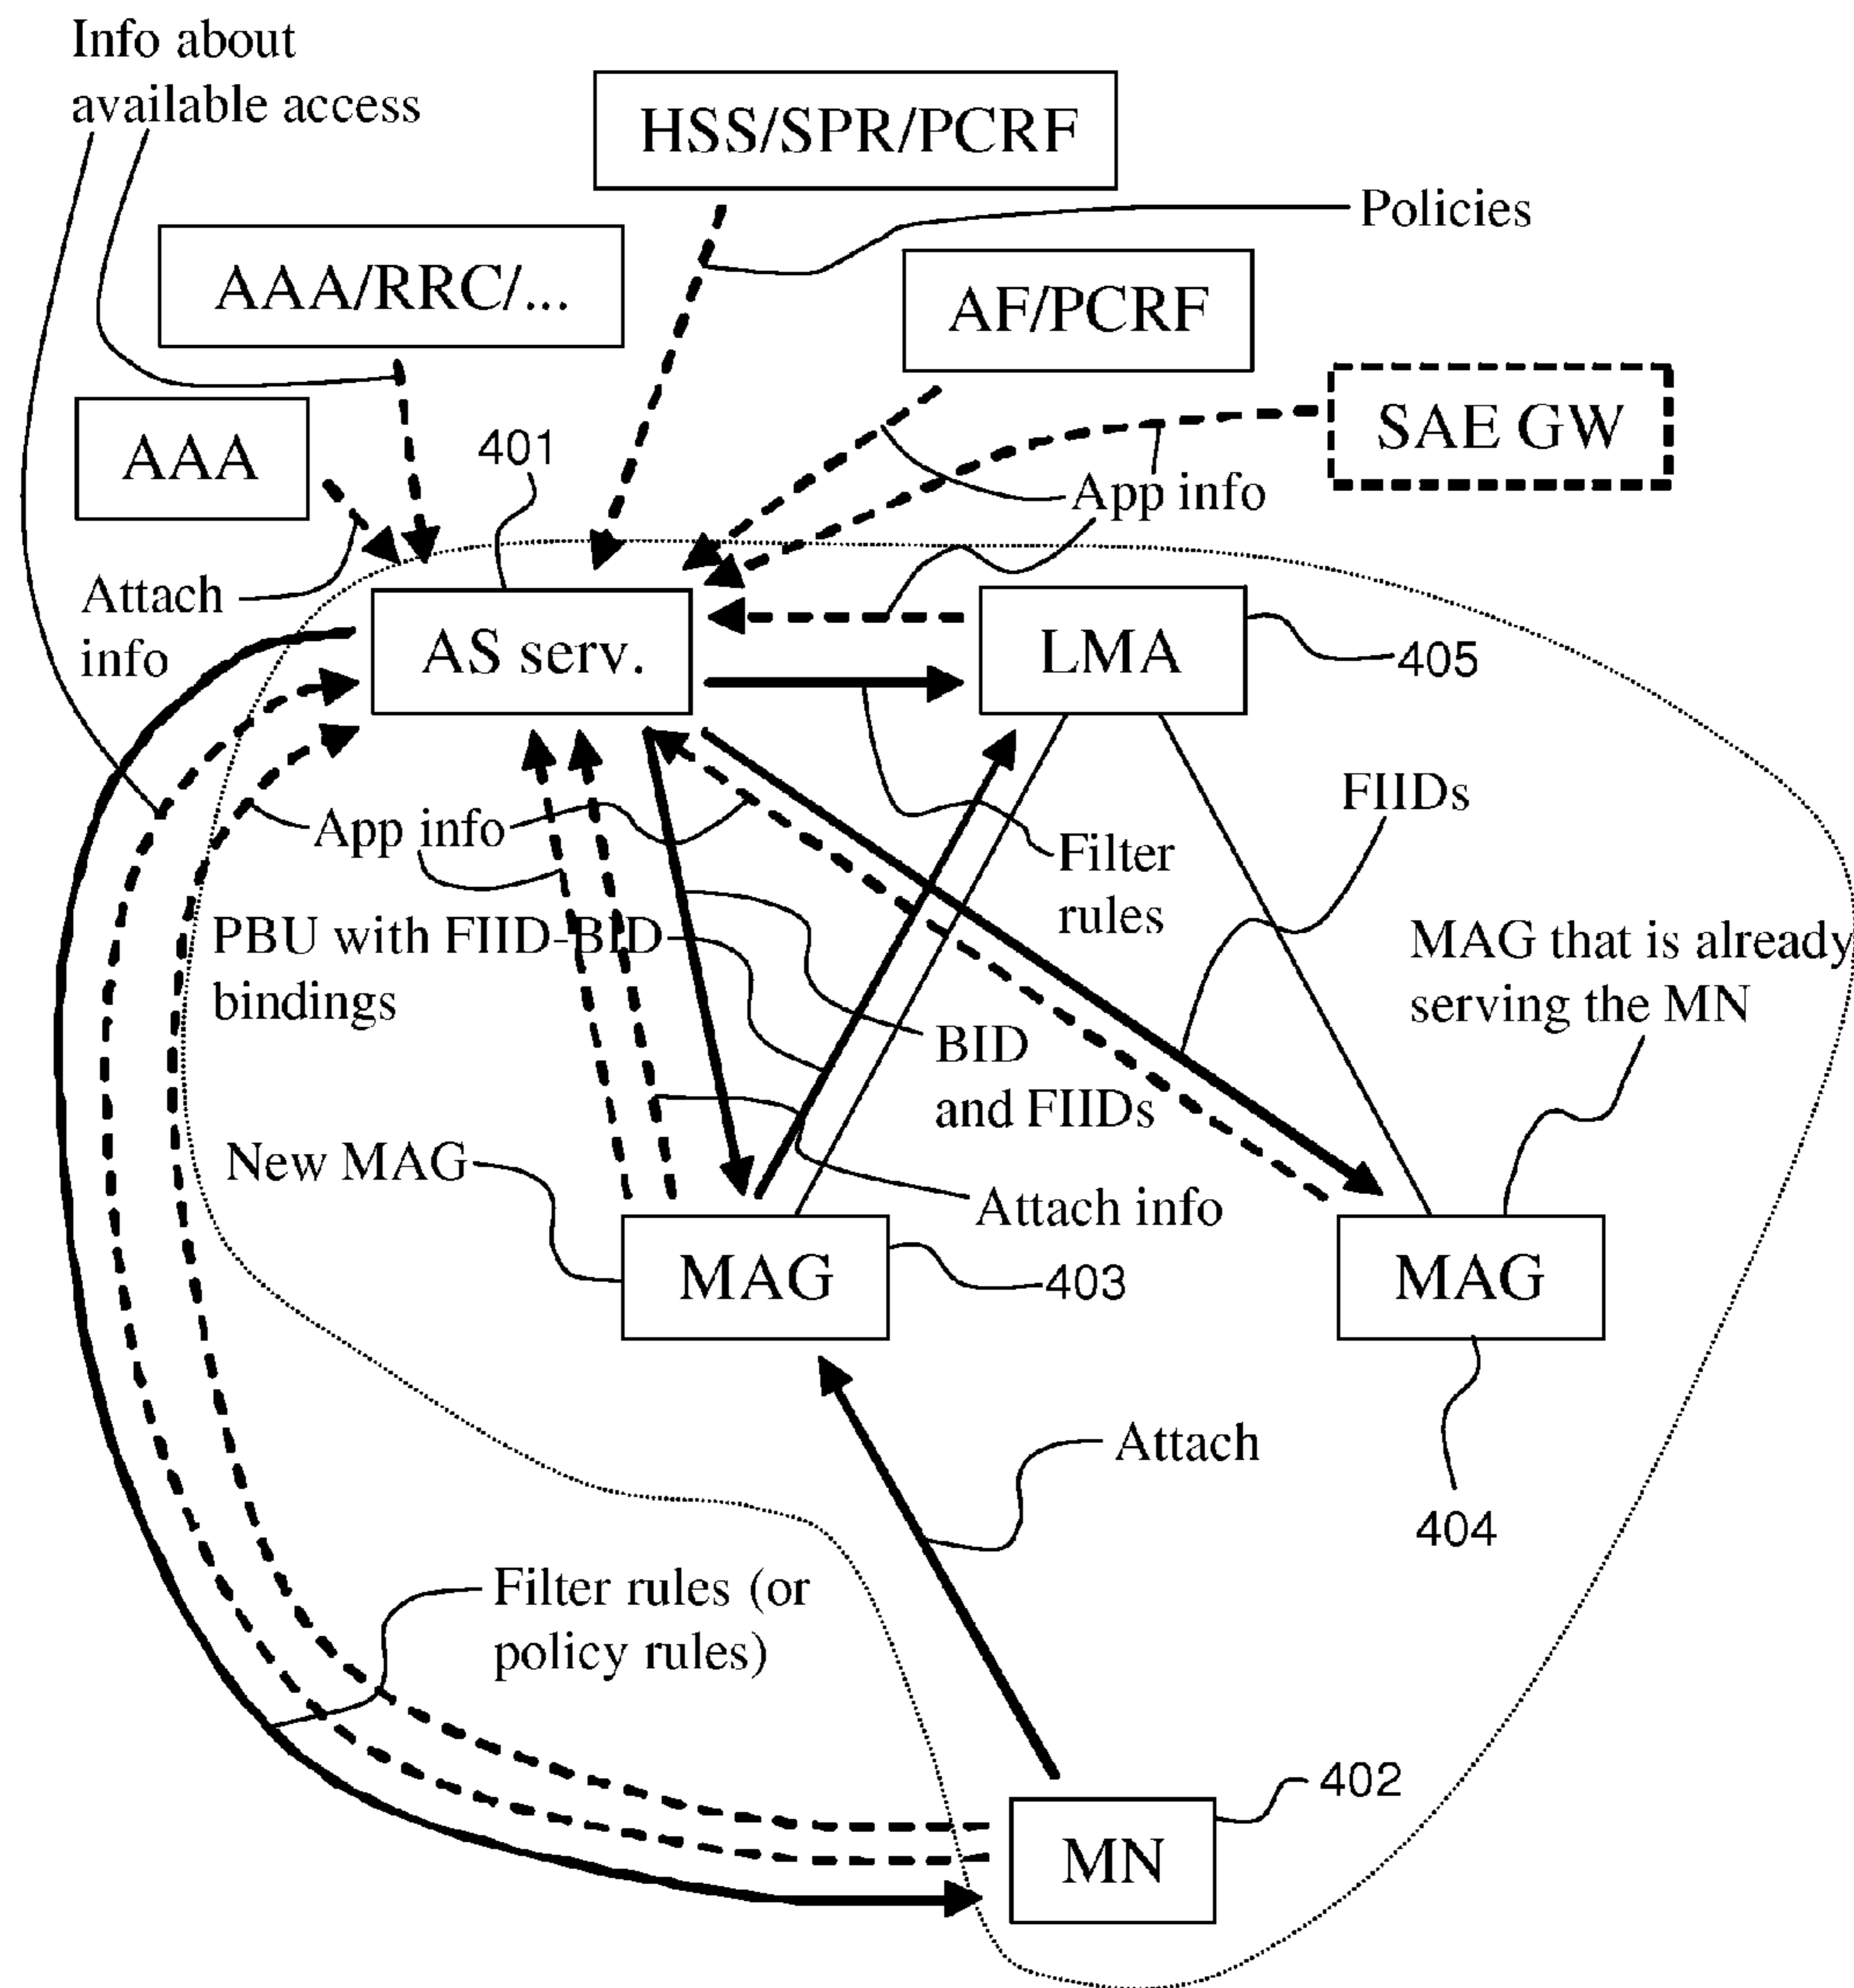 Info about
available access
HSS/SPR/PCRF
Policies
AAA/RRC/...
AF/PCRF
SAE GW
AAA
401
App info
Attach
info
AS serv.
LMA
405
FIIDs
App info
Filter
rules
PBU with FIID-BID
bindings
MAG that is already
serving the MN
BID
and FIIDs
New MAG
Attach info
MAG
403
MAG
Attach
404
Filter rules (or
policy rules)
402
MN